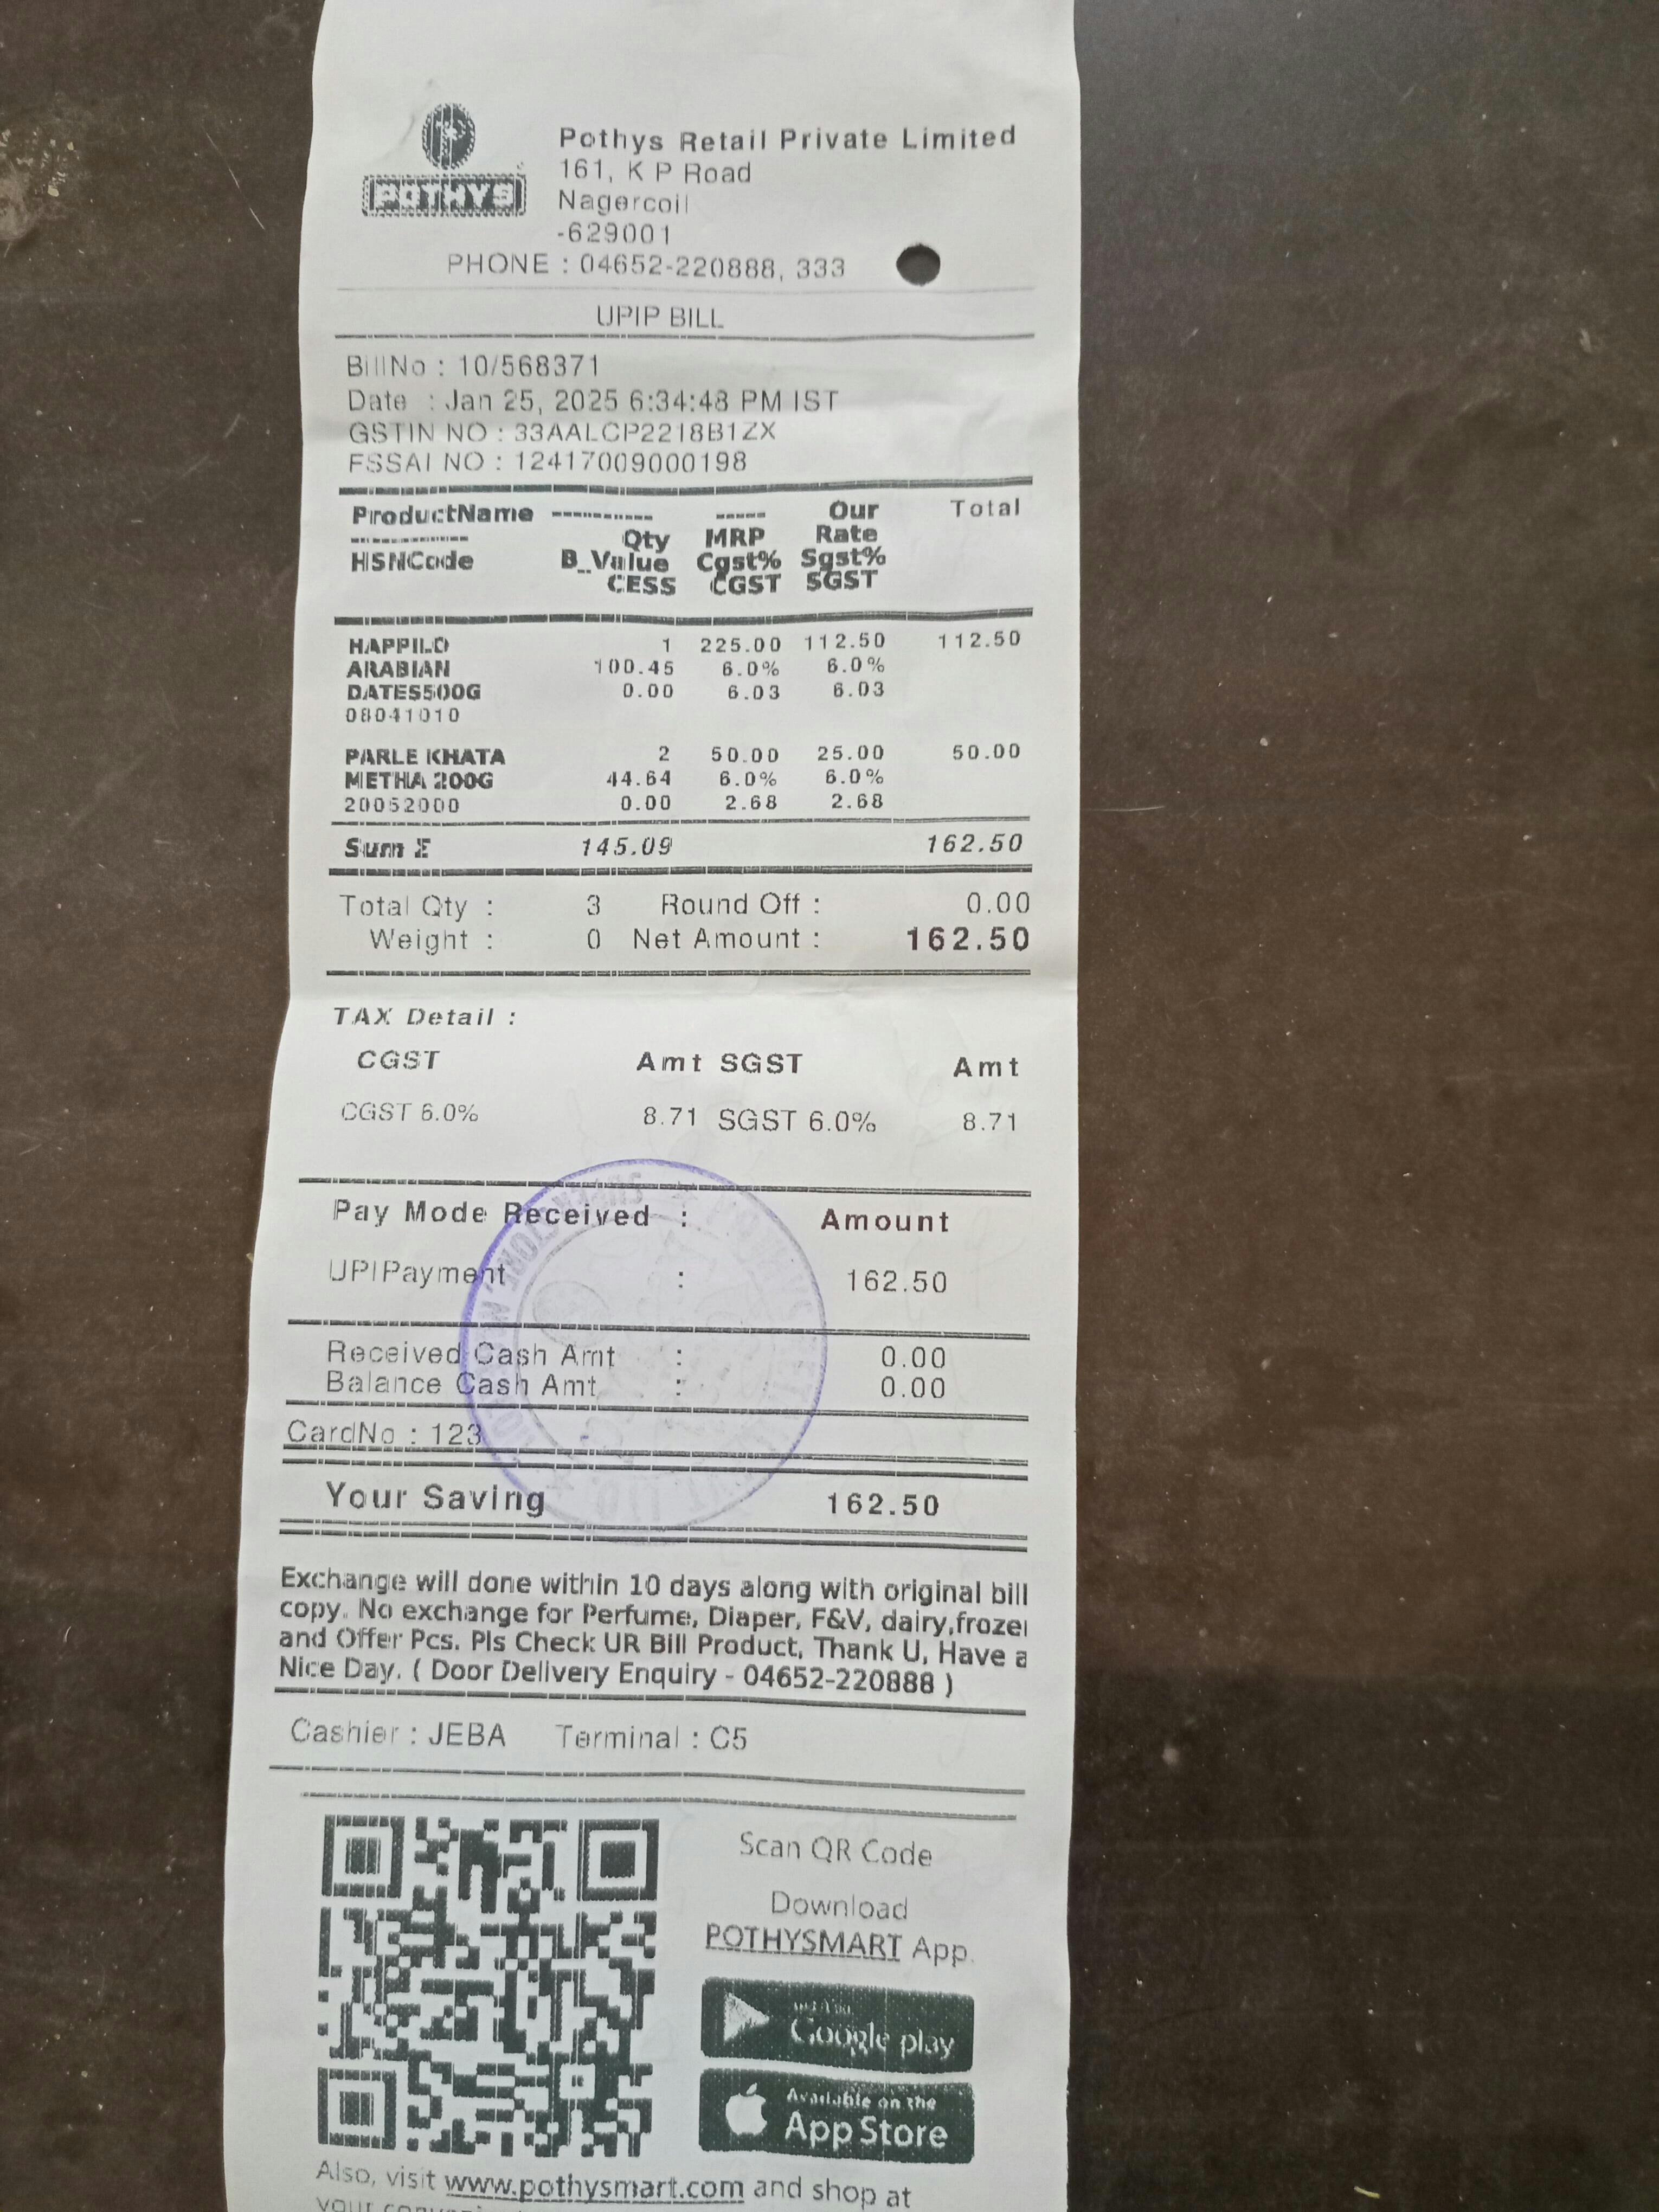 POTHYS
Pothys Retail Private Limited
161, K P Road
Nagercoil
-629001
PHONE : 04652-220888, 333
UPIP BILL
BillNo : 10/568371
Date : Jan 25, 2025 6:34:48 PM IST
GSTIN NO : 33AALCP2218B1ZX
FSSAI NO : 12417009000198
ProductName ----------- ----- Our Total
------------- Qty MRP Rate
HSNCode B_Value Cgst% Sgst%
CESS CGST SGST
HAPPILO 1 225.00 112.50 112.50
ARABIAN 100.45 6.0% 6.0%
DATES500G 0.00 6.03 6.03
08041010
PARLE KHATA 2 50.00 25.00 50.00
METHA 200G 44.64 6.0% 6.0%
20052000 0.00 2.68 2.68
Sum Σ 145.09 162.50
Total Qty : 3 Round Off : 0.00
Weight : 0 Net Amount : 162.50
TAX Detail :
CGST Amt SGST Amt
CGST 6.0% 8.71 SGST 6.0% 8.71
Pay Mode Received : Amount
UPIPayment : 162.50
Received Cash Amt : 0.00
Balance Cash Amt : 0.00
CardNo : 123
Your Saving 162.50
Exchange will done within 10 days along with original bill
copy. No exchange for Perfume, Diaper, F&V, dairy,frozen
and Offer Pcs. Pls Check UR Bill Product, Thank U, Have a
Nice Day. ( Door Delivery Enquiry - 04652-220888 )
Cashier : JEBA Terminal : C5
Scan QR Code
Download
POTHYSMART App.
Google play
Available on the
App Store
Also, visit www.pothysmart.com and shop at
your